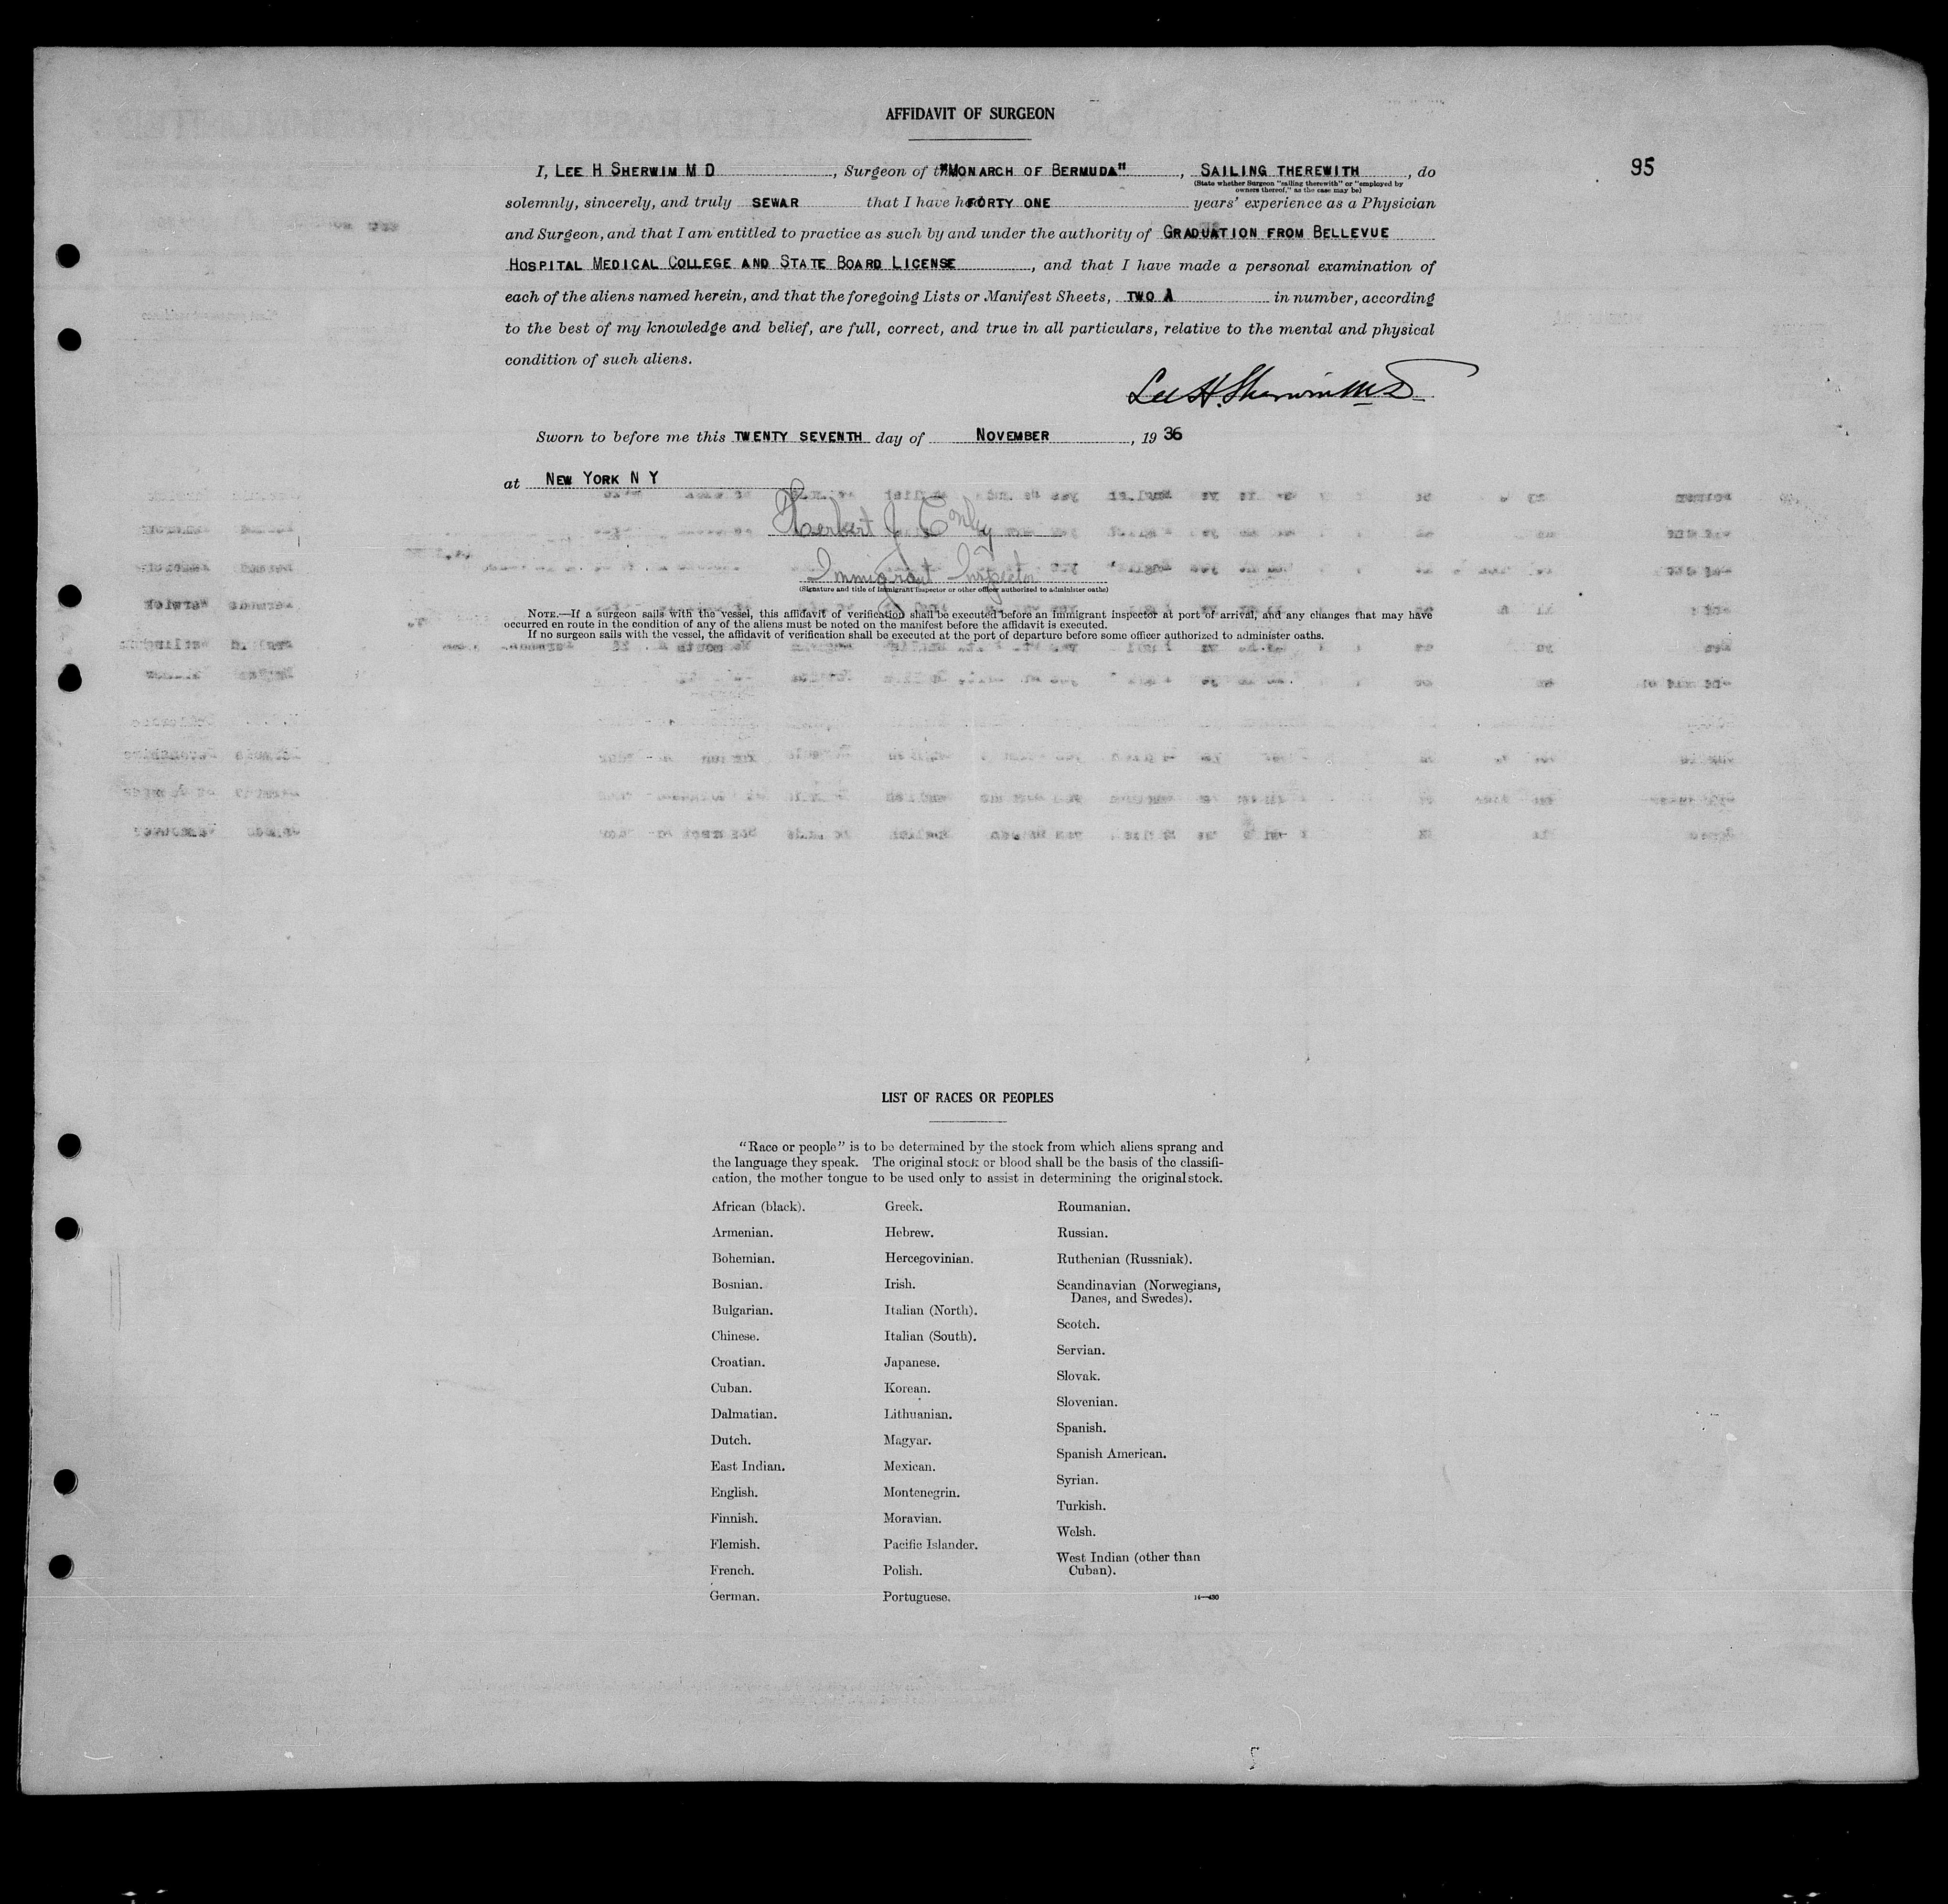 AFFIDAVIT OF SURGEON
95
I, LEE H SHERWIM M D, Surgeon of the "MONARCH OF BERMUDA", SAILING THEREWITH, do
(State whether Surgeon "sailing therewith" or "employed by
owners thereof," as the case may be)
solemnly, sincerely, and truly SEWAR that I have had FORTY ONE years' experience as a Physician
and Surgeon, and that I am entitled to practice as such by and under the authority of GRADUATION FROM BELLEVUE
HOSPITAL MEDICAL COLLEGE AND STATE BOARD LICENSE, and that I have made a personal examination of
each of the aliens named herein, and that the foregoing Lists or Manifest Sheets, TWO A in number, according
to the best of my knowledge and belief, are full, correct, and true in all particulars, relative to the mental and physical
condition of such aliens.
Lee H. Sherwin M D
Sworn to before me this TWENTY SEVENTH day of NOVEMBER, 19 36
at NEW YORK N Y
Herbert J Conley
Immigrant Inspector
(Signature and title of immigrant inspector or other officer authorized to administer oaths)
NOTE.—If a surgeon sails with the vessel, this affidavit of verification shall be executed before an immigrant inspector at port of arrival, and any changes that may have
occurred en route in the condition of any of the aliens must be noted on the manifest before the affidavit is executed.
If no surgeon sails with the vessel, the affidavit of verification shall be executed at the port of departure before some officer authorized to administer oaths.
LIST OF RACES OR PEOPLES
"Race or people" is to be determined by the stock from which aliens sprang and
the language they speak. The original stock or blood shall be the basis of the classifi-
cation, the mother tongue to be used only to assist in determining the original stock.
African (black).
Armenian.
Bohemian.
Bosnian.
Bulgarian.
Chinese.
Croatian.
Cuban.
Dalmatian.
Dutch.
East Indian.
English.
Finnish.
Flemish.
French.
German.
Greek.
Hebrew.
Hercegovinian.
Irish.
Italian (North).
Italian (South).
Japanese.
Korean.
Lithuanian.
Magyar.
Mexican.
Montenegrin.
Moravian.
Pacific Islander.
Polish.
Portuguese.
Roumanian.
Russian.
Ruthenian (Russniak).
Scandinavian (Norwegians,
Danes, and Swedes).
Scotch.
Servian.
Slovak.
Slovenian.
Spanish.
Spanish American.
Syrian.
Turkish.
Welsh.
West Indian (other than
Cuban).
14—430